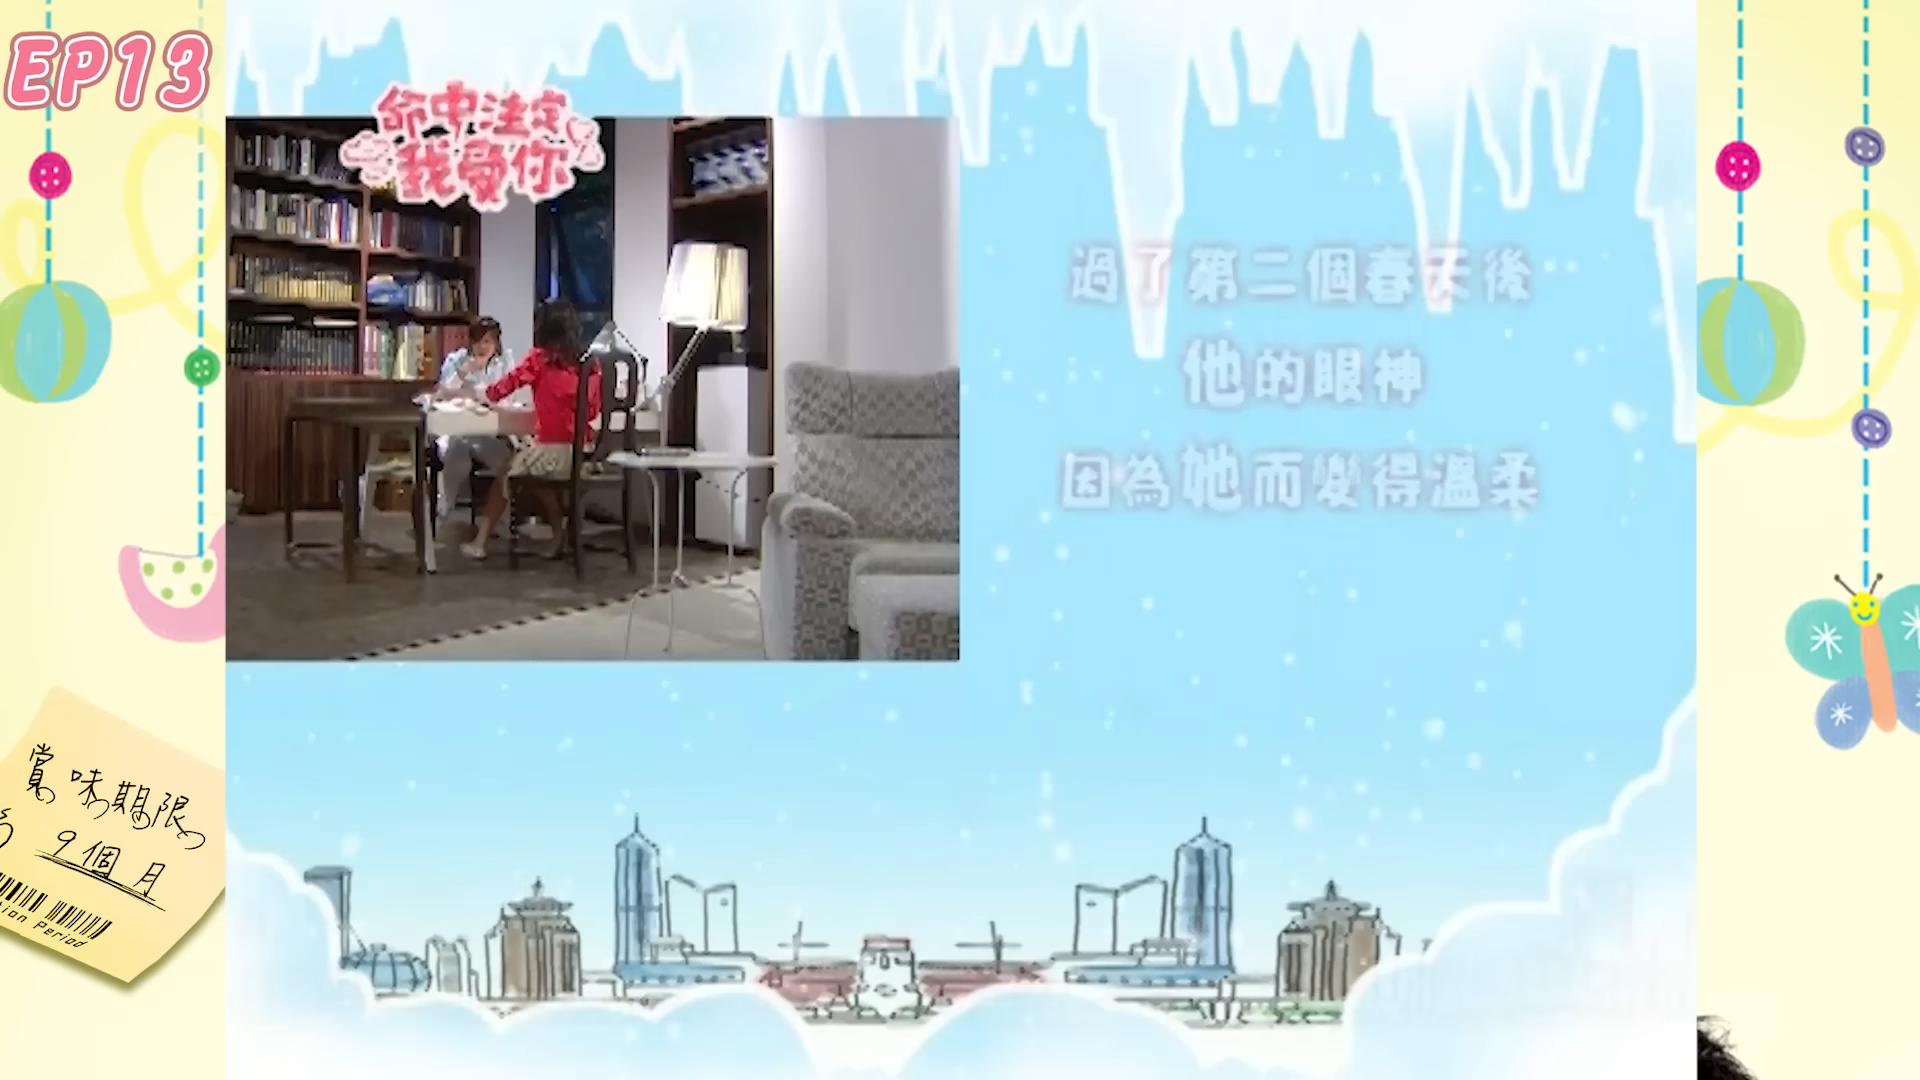 EP13
命中注定
我愛你
過了第二個春天後
他的眼神
因為她而變得溫柔
賞味期限
9個月
tion Period